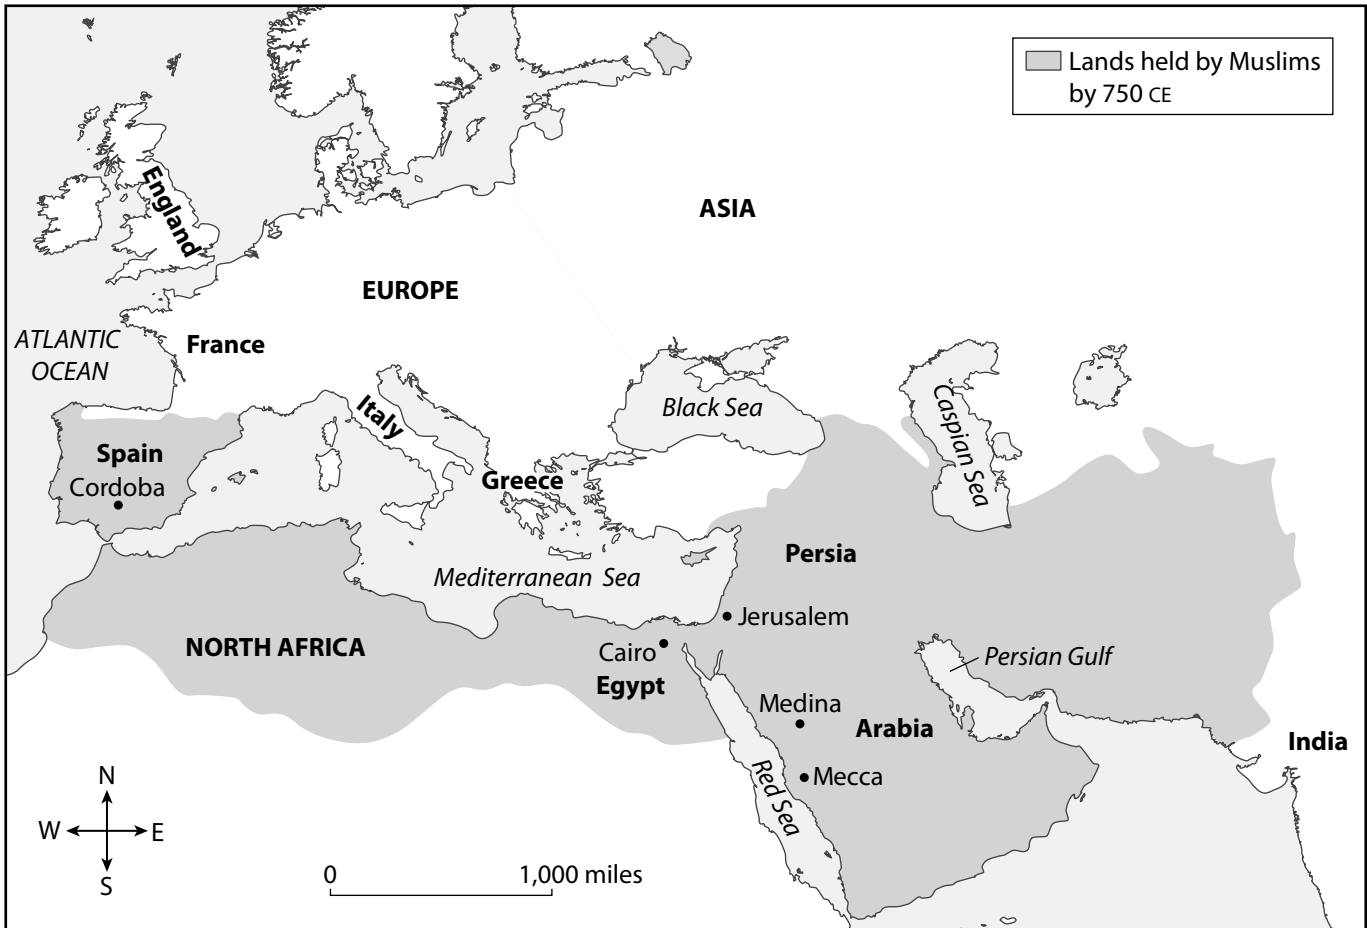 Lands held by Muslims
by 750 CE
England
ASIA
EUROPE
ATLANTIC
OCEAN
France
Italy
Black Sea
Caspian Sea
Spain
Cordoba
Greece
Persia
Mediterranean Sea
Jerusalem
NORTH AFRICA
Cairo
Egypt
Persian Gulf
Medina
Arabia
India
Mecca
Red Sea
N
W E
S
0 1,000 miles